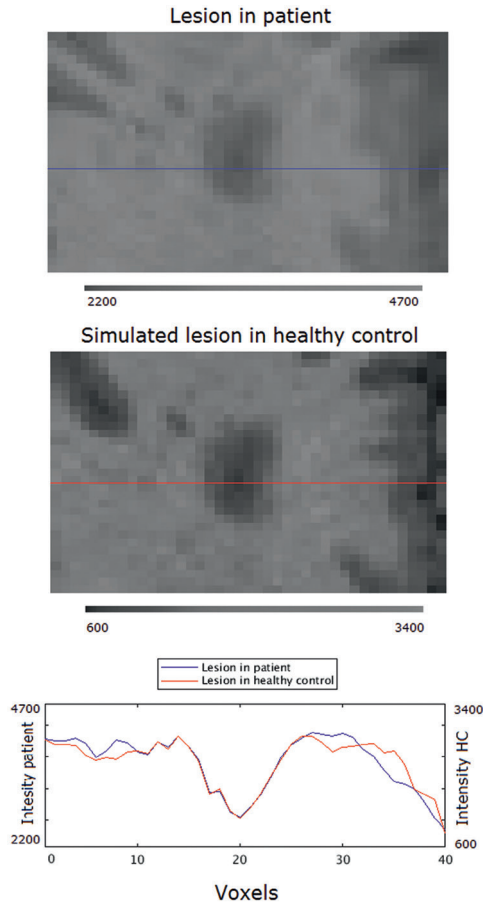 Lesion in patient
2200 4700
Simulated lesion in healthy control
600 3400
Lesion in patient
Lesion in healthy control
4700 3400
Intesity patient
Intensity HC
2200 600
0 10 20 30 40
Voxels